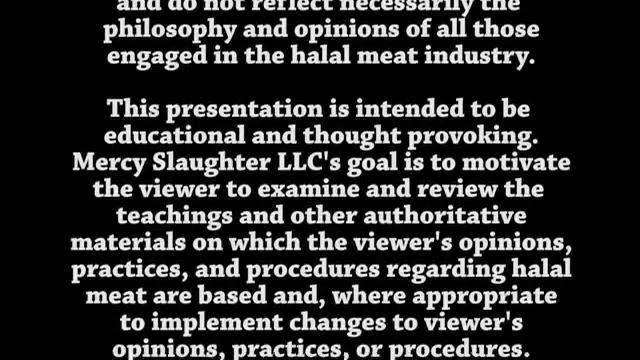 and do not reflect necessarily the
philosophy and opinions of all those
engaged in the halal meat industry.
This presentation is intended to be
educational and thought provoking.
Mercy Slaughter LLC's goal is to motivate
the viewer to examine and review the
teachings and other authoritative
materials on which the viewer's opinions,
practices, and procedures regarding halal
meat are based and, where appropriate
to implement changes to viewer's
opinions, practices, or procedures.